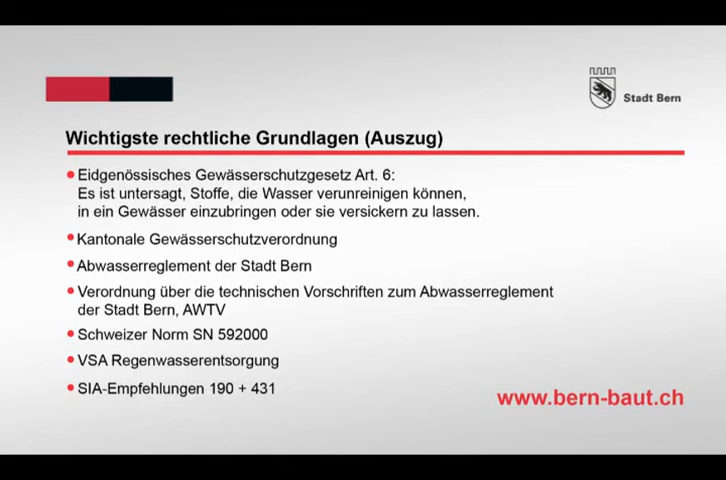 Stadt Bern
Wichtigste rechtliche Grundlagen (Auszug)
Eidgenössisches Gewässerschutzgesetz Art. 6:
Es ist untersagt, Stoffe, die Wasser verunreinigen können,
in ein Gewässer einzubringen oder sie versickern zu lassen.
Kantonale Gewässerschutzverordnung
Abwasserreglement der Stadt Bern
Verordnung über die technischen Vorschriften zum Abwasserreglement
der Stadt Bern, AWTV
Schweizer Norm SN 592000
VSA Regenwasserentsorgung
SIA-Empfehlungen 190 + 431
www.bern-baut.ch